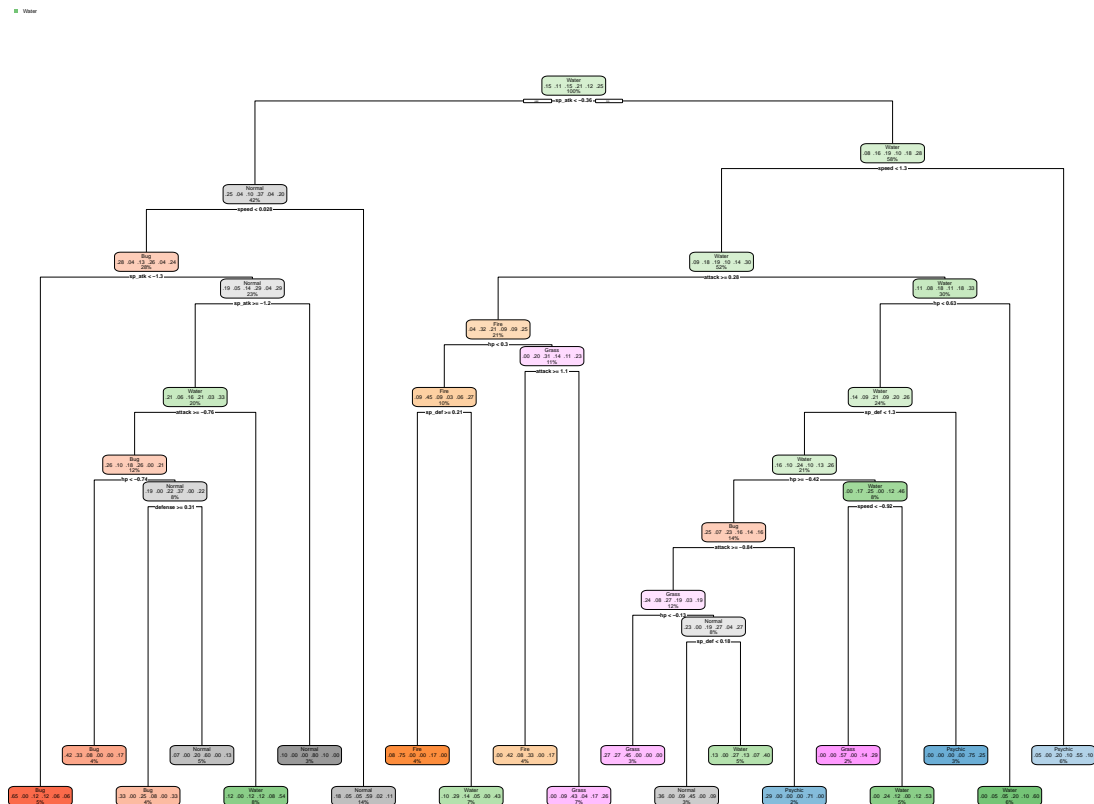 Water
Water
.15 .11 .15 .21 .12 .25
100%
sp_atk < −0.36
Water
.08 .16 .19 .10 .18 .28
58%
speed < 1.3
Normal
.25 .04 .10 .37 .04 .20
42%
speed < 0.028
Bug
.28 .04 .13 .26 .04 .24
28%
sp_atk < −1.3
Water
.09 .18 .19 .10 .14 .30
52%
attack >= 0.28
Normal
.19 .05 .14 .29 .04 .29
23%
sp_atk >= −1.2
Water
.11 .08 .18 .11 .18 .33
30%
hp < 0.63
Fire
.04 .32 .21 .09 .09 .25
21%
hp < 0.3
Grass
.00 .20 .31 .14 .11 .23
11%
attack >= 1.1
Water
.21 .06 .16 .21 .03 .33
20%
attack >= −0.76
Fire
.09 .45 .09 .03 .06 .27
10%
sp_def >= 0.21
Water
.14 .09 .21 .09 .20 .26
24%
sp_def < 1.3
Bug
.26 .10 .18 .26 .00 .21
12%
hp < −0.74
Water
.16 .10 .24 .10 .13 .26
21%
hp >= −0.42
Normal
.19 .00 .22 .37 .00 .22
8%
defense >= 0.31
Water
.00 .17 .25 .00 .12 .46
8%
speed < −0.92
Bug
.25 .07 .23 .16 .14 .16
14%
attack >= −0.84
Grass
.24 .08 .27 .19 .03 .19
12%
hp < −0.12
Normal
.23 .00 .19 .27 .04 .27
8%
sp_def < 0.18
Bug
.42 .33 .08 .00 .00 .17
4%
Normal
.07 .00 .20 .60 .00 .13
5%
Normal
.10 .00 .00 .80 .10 .00
3%
Fire
.08 .75 .00 .00 .17 .00
4%
Fire
.00 .42 .08 .33 .00 .17
4%
Grass
.27 .27 .45 .00 .00 .00
3%
Water
.13 .00 .27 .13 .07 .40
5%
Grass
.00 .00 .57 .00 .14 .29
2%
Psychic
.00 .00 .00 .00 .75 .25
3%
Psychic
.05 .00 .20 .10 .55 .10
6%
Bug
.65 .00 .12 .12 .06 .06
5%
Bug
.33 .00 .25 .08 .00 .33
4%
Water
.12 .00 .12 .12 .08 .54
8%
Normal
.18 .05 .05 .59 .02 .11
14%
Water
.10 .29 .14 .05 .00 .43
7%
Grass
.00 .09 .43 .04 .17 .26
7%
Normal
.36 .00 .09 .45 .00 .09
3%
Psychic
.29 .00 .00 .00 .71 .00
2%
Water
.00 .24 .12 .00 .12 .53
5%
Water
.00 .05 .05 .20 .10 .60
6%